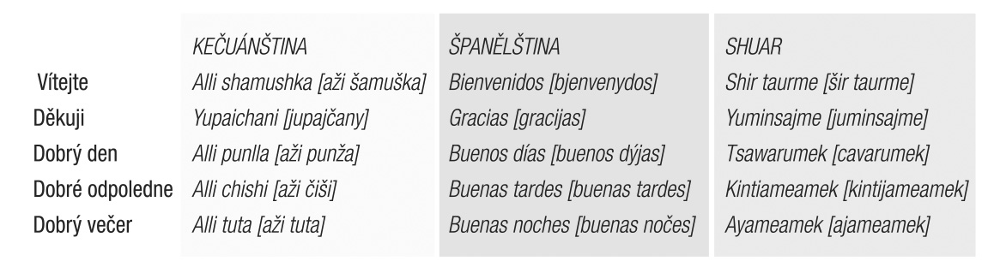 KEČUÁNŠTINA ŠPANĚLŠTINA SHUAR
Vítejte Alli shamushka [aži šamuška] Bienvenidos [bjenvenydos] Shir taurme [šir taurme]
Děkuji Yupaichani [jupajčany] Gracias [gracijas] Yuminsajme [juminsajme]
Dobrý den Alli punlla [aži punža] Buenos días [buenos dýjas] Tsawarumek [cavarumek]
Dobré odpoledne Alli chishi [aži čiši] Buenas tardes [buenas tardes] Kintiameamek [kintijameamek]
Dobrý večer Alli tuta [aži tuta] Buenas noches [buenas nočes] Ayameamek [ajameamek]